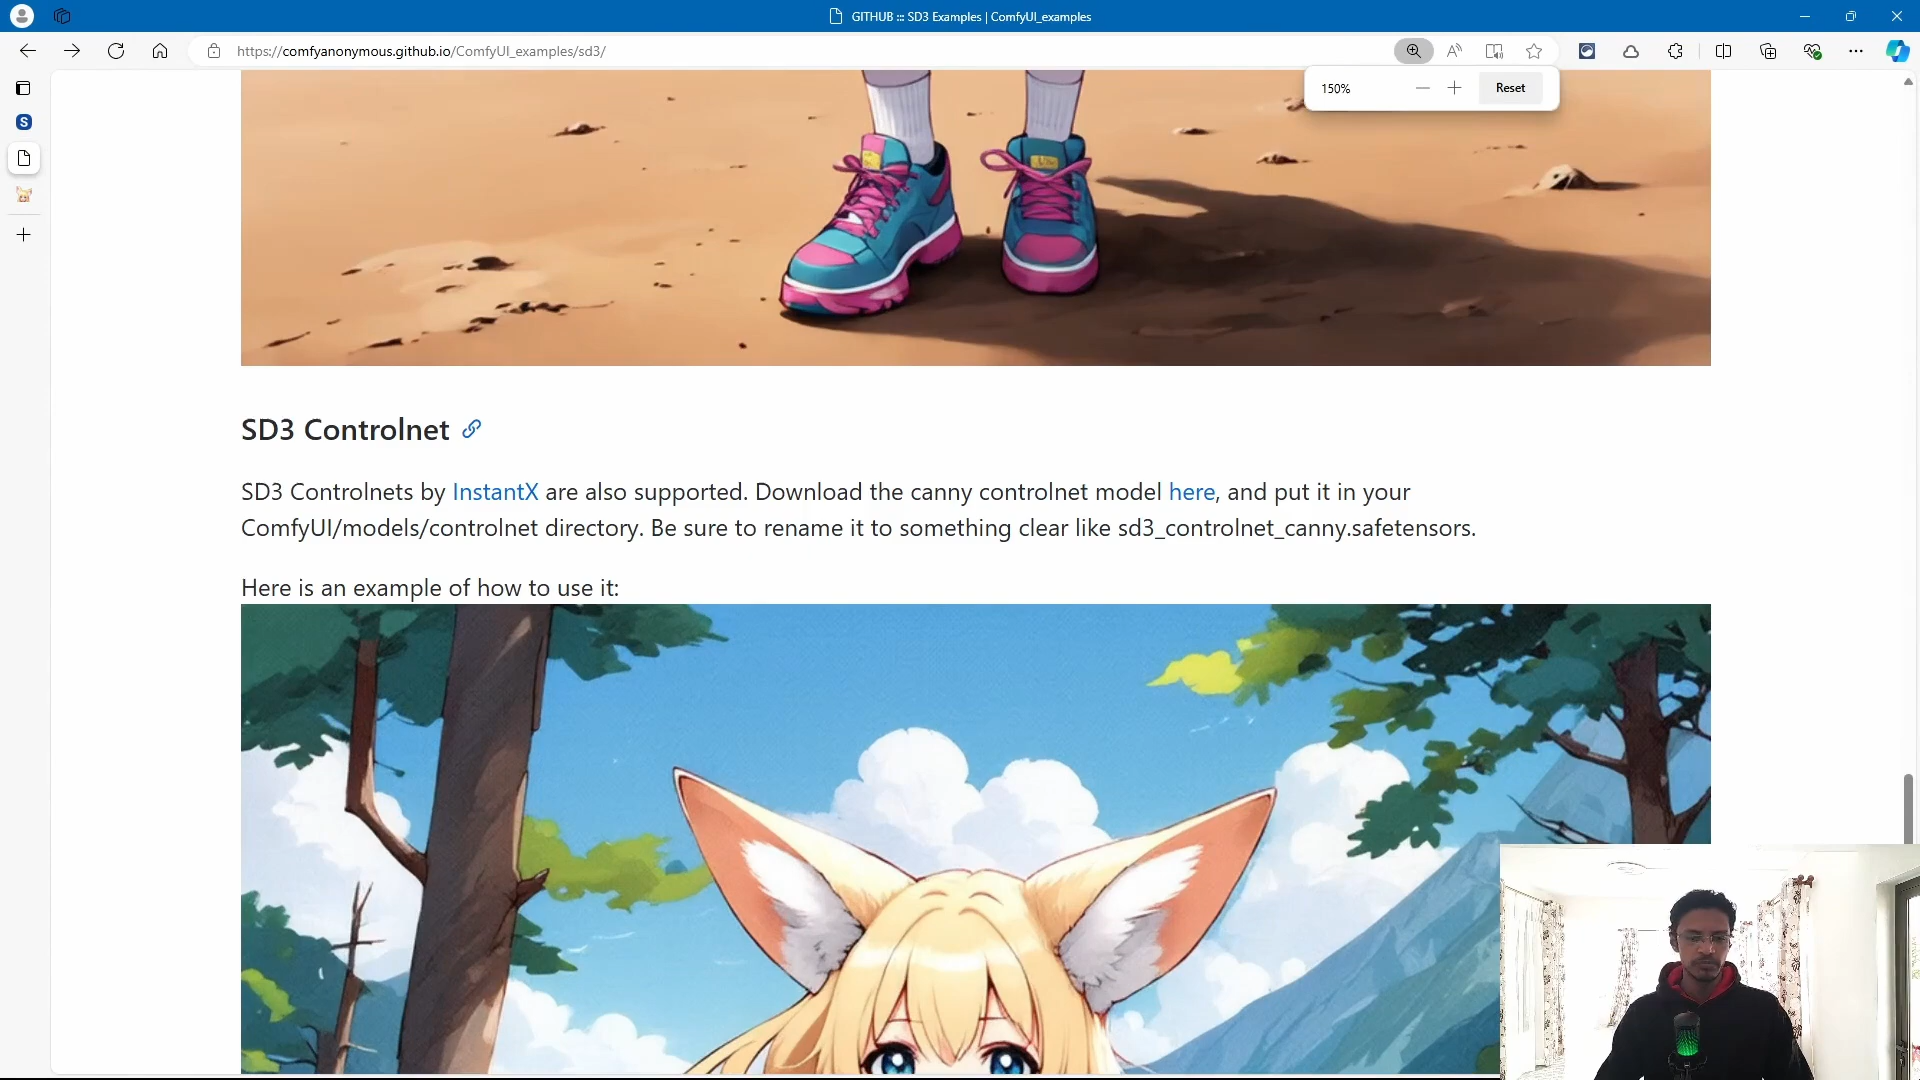 GITHUB ::: SD3 Examples | ComfyUI_examples
https://comfyanonymous.github.io/ComfyUI_examples/sd3/
150%
Reset
S
SD3 Controlnet
SD3 Controlnets by InstantX are also supported. Download the canny controlnet model here, and put it in your
ComfyUI/models/controlnet directory. Be sure to rename it to something clear like sd3_controlnet_canny.safetensors.
Here is an example of how to use it: